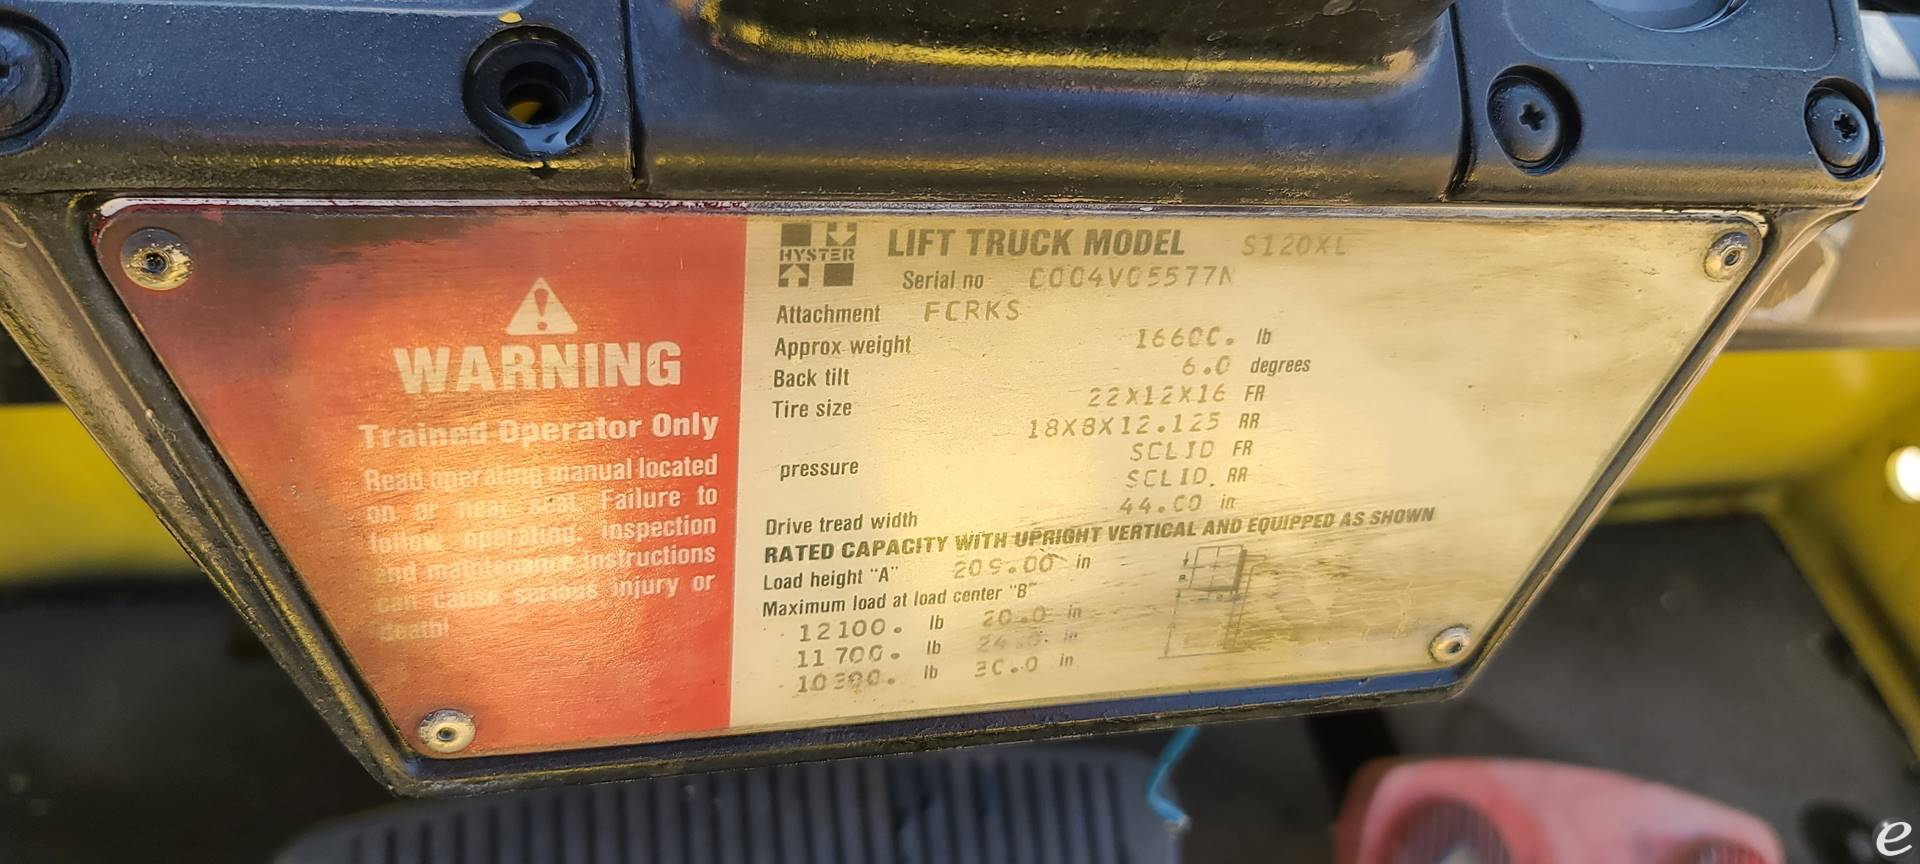 WARNING
Trained Operator Only
Read operating manual located
on or near seat. Failure to
follow operating, inspection
and maintenance instructions
can cause serious injury or
death!
HYSTER
LIFT TRUCK MODEL S120XL
Serial no D004V05577N
Attachment FORKS
Approx weight 16600. lb
Back tilt 6.0 degrees
Tire size 22X12X16 FR
18X8X12.125 RR
pressure SOLID FR
SOLID. RR
Drive tread width 44.00 in
RATED CAPACITY WITH UPRIGHT VERTICAL AND EQUIPPED AS SHOWN
Load height "A" 209.00 in
Maximum load at load center "B"
12100. lb 20.0 in
11700. lb 24.0 in
lb 30.0 in
B
e